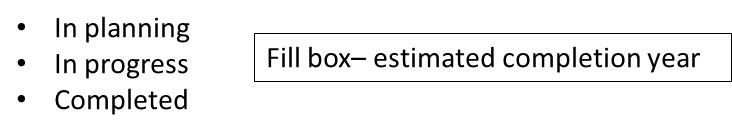 • In planning
• In progress
• Completed
Fill box– estimated completion year